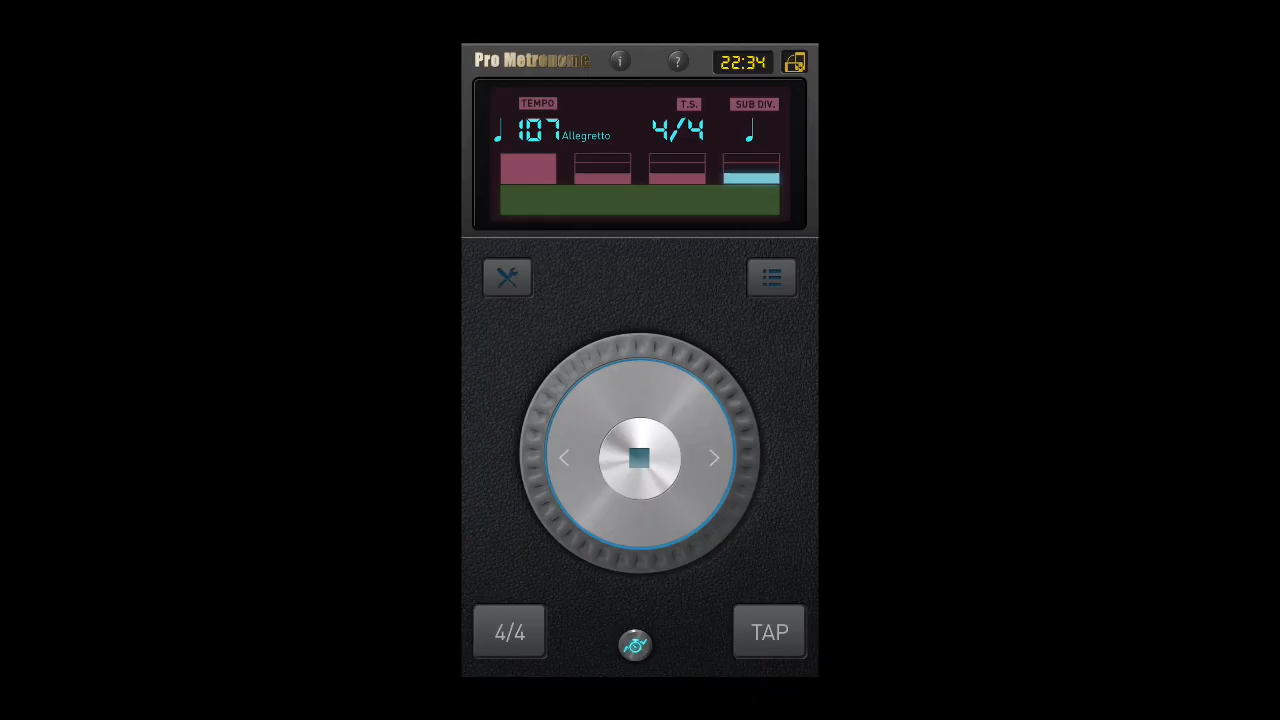 Pro Metronome
i
?
22:34
TEMPO
T.S.
SUB DIV.
107 Allegretto
4/4
4/4
TAP